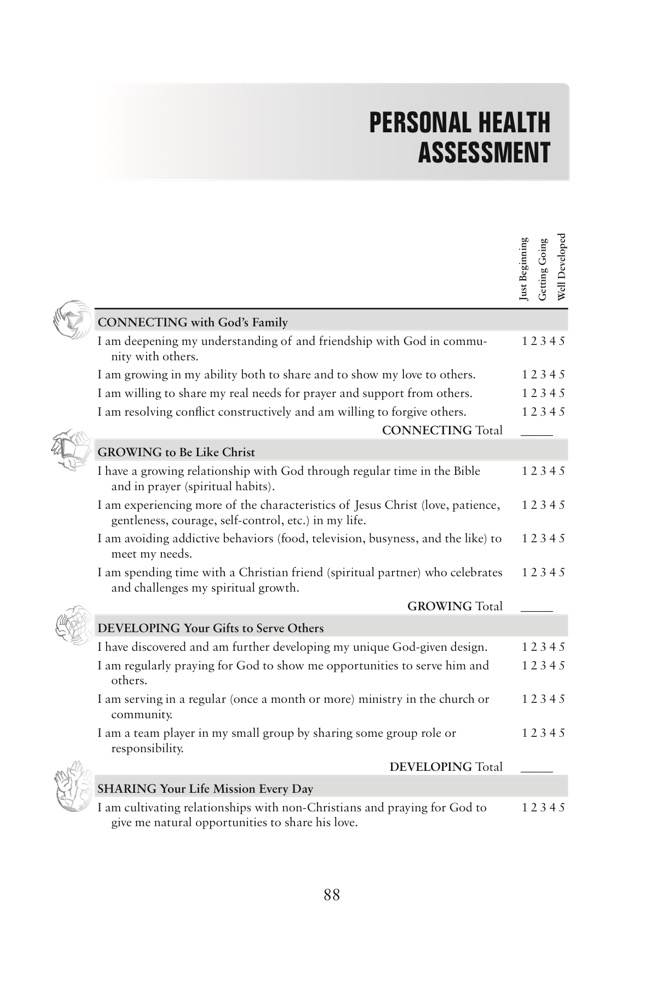 PERSONAL HEALTH
ASSESSMENT
Just Beginning
Getting Going
Well Developed
CONNECTING with God's Family
I am deepening my understanding of and friendship with God in commu-
nity with others.
1 2 3 4 5
I am growing in my ability both to share and to show my love to others.
1 2 3 4 5
I am willing to share my real needs for prayer and support from others.
1 2 3 4 5
I am resolving conflict constructively and am willing to forgive others.
1 2 3 4 5
CONNECTING Total _____
GROWING to Be Like Christ
I have a growing relationship with God through regular time in the Bible
and in prayer (spiritual habits).
1 2 3 4 5
I am experiencing more of the characteristics of Jesus Christ (love, patience,
gentleness, courage, self-control, etc.) in my life.
1 2 3 4 5
I am avoiding addictive behaviors (food, television, busyness, and the like) to
meet my needs.
1 2 3 4 5
I am spending time with a Christian friend (spiritual partner) who celebrates
and challenges my spiritual growth.
1 2 3 4 5
GROWING Total _____
DEVELOPING Your Gifts to Serve Others
I have discovered and am further developing my unique God-given design.
1 2 3 4 5
I am regularly praying for God to show me opportunities to serve him and
others.
1 2 3 4 5
I am serving in a regular (once a month or more) ministry in the church or
community.
1 2 3 4 5
I am a team player in my small group by sharing some group role or
responsibility.
1 2 3 4 5
DEVELOPING Total _____
SHARING Your Life Mission Every Day
I am cultivating relationships with non-Christians and praying for God to
give me natural opportunities to share his love.
1 2 3 4 5
88